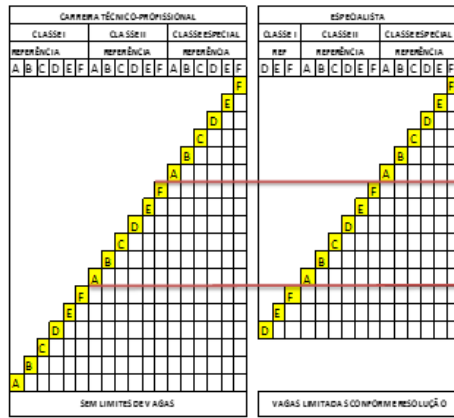 CARREIRA TÉCNICO-PROFISSIONAL
CLASSE I CLASSE II CLASSE ESPECIAL
REFERÊNCIA REFERÊNCIA REFERÊNCIA
A B C D E F A B C D E F A B C D E F
F
E
D
C
B
A
F
E
D
C
B
A
F
E
D
C
B
A
SEM LIMITES DE VAGAS
ESPECIALISTA
CLASSE I CLASSE II CLASSE ESPECIAL
REF REFERÊNCIA REFERÊNCIA
D E F A B C D E F A B C D E F
F
E
D
C
B
A
F
E
D
C
B
A
F
E
D
VAGAS LIMITADAS CONFORME RESOLUÇÃO